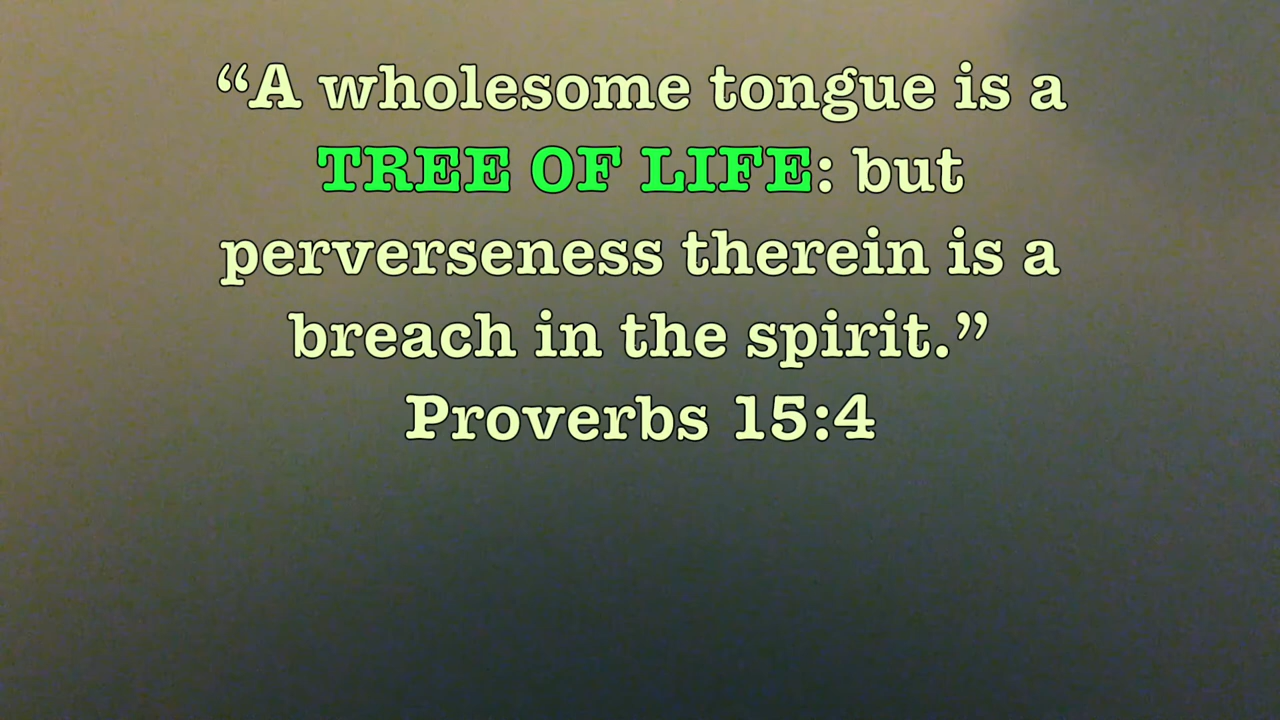 “A wholesome tongue is a
TREE OF LIFE: but
perverseness therein is a
breach in the spirit.”
Proverbs 15:4